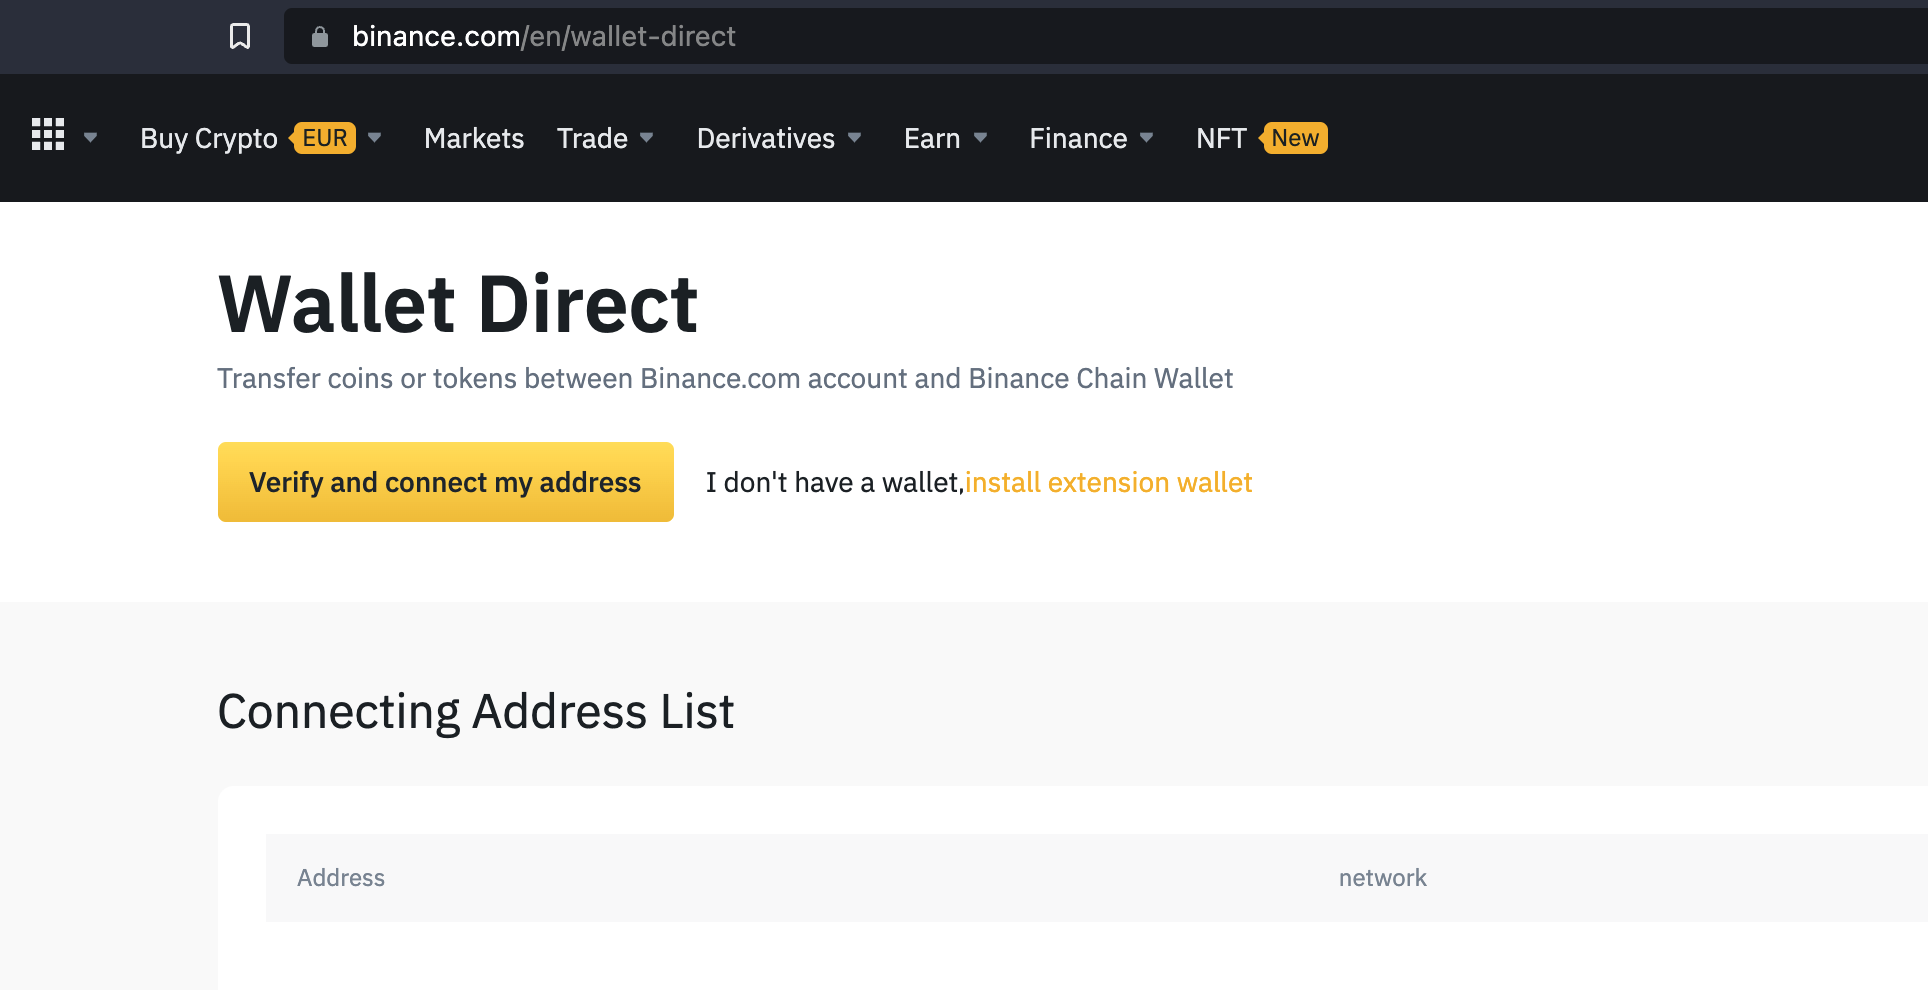 binance.com/en/wallet-direct
Buy Crypto EUR Markets Trade Derivatives Earn Finance NFT New
Wallet Direct
Transfer coins or tokens between Binance.com account and Binance Chain Wallet
Verify and connect my address I don't have a wallet,install extension wallet
Connecting Address List
Address network